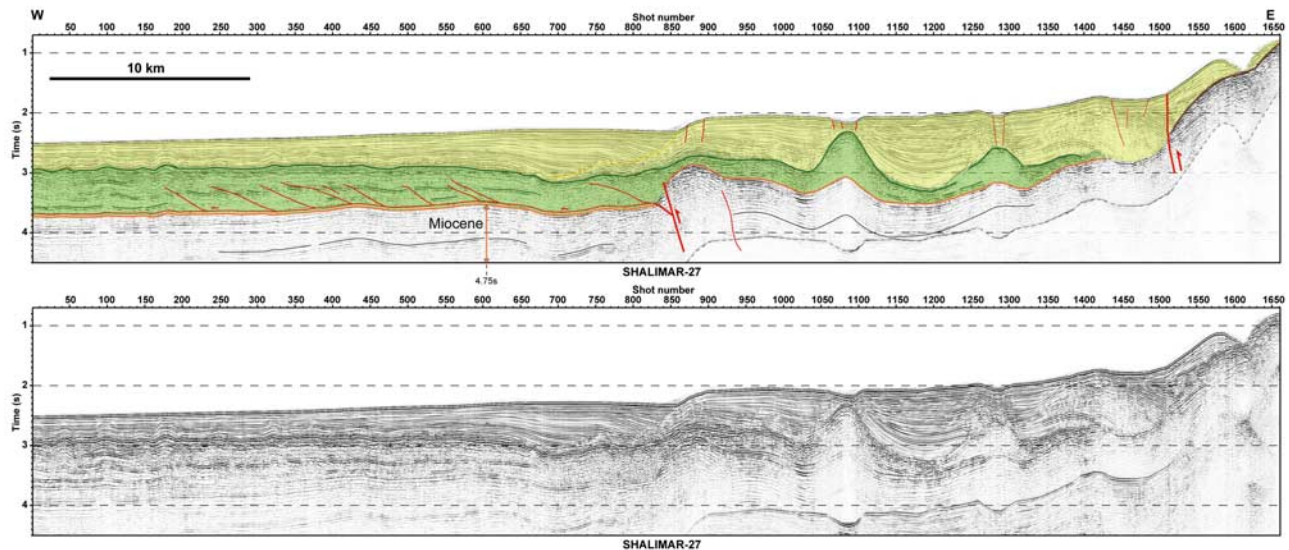 W
Shot number
E
50 100 150 200 250 300 350 400 450 500 550 600 650 700 750 800 850 900 950 1000 1050 1100 1150 1200 1250 1300 1350 1400 1450 1500 1550 1600 1650
Time (s)
1
10 km
2
3
Miocene
4
SHALIMAR-27
4.75s
Shot number
50 100 150 200 250 300 350 400 450 500 550 600 650 700 750 800 850 900 950 1000 1050 1100 1150 1200 1250 1300 1350 1400 1450 1500 1550 1600 1650
Time (s)
1
2
3
4
SHALIMAR-27